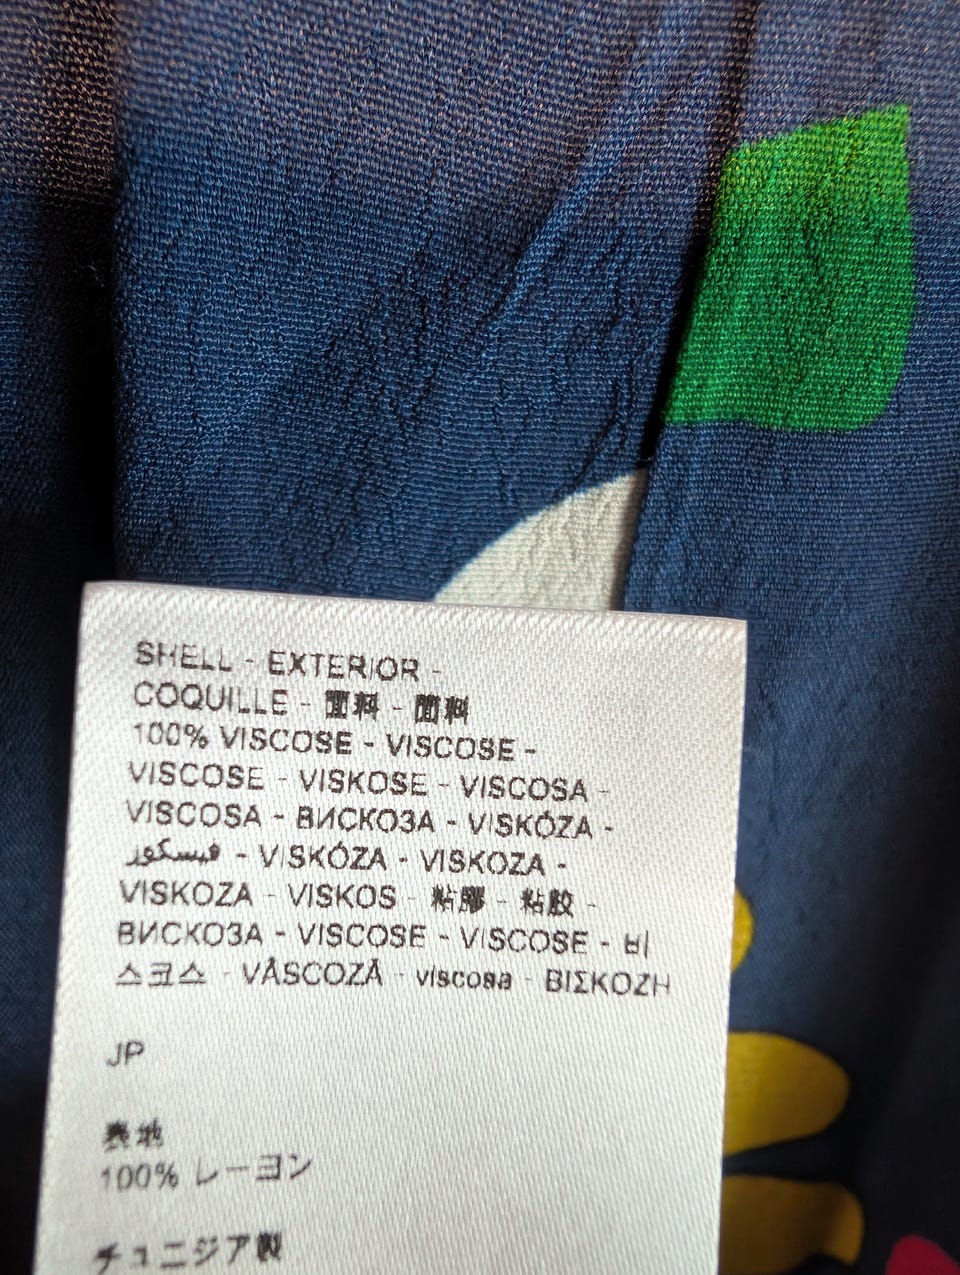 SHELL - EXTERIOR -
COQUILLE - 面料 - 面料
100% VISCOSE - VISCOSE -
VISCOSE - VISKOSE - VISCOSA -
VISCOSA - ВИСКОЗА - VISKÓZA -
فيسكوز - VISKÓZA - VISKOZA -
VISKOZA - VISKOS - 粘膠 - 粘胶 -
ВИСКОЗА - VISCOSE - VISCOSE - 비
스코스 - VÂSCOZĂ - viscosa - ΒΙΣΚΟΖΗ
JP
表地
100% レーヨン
チュニジア製